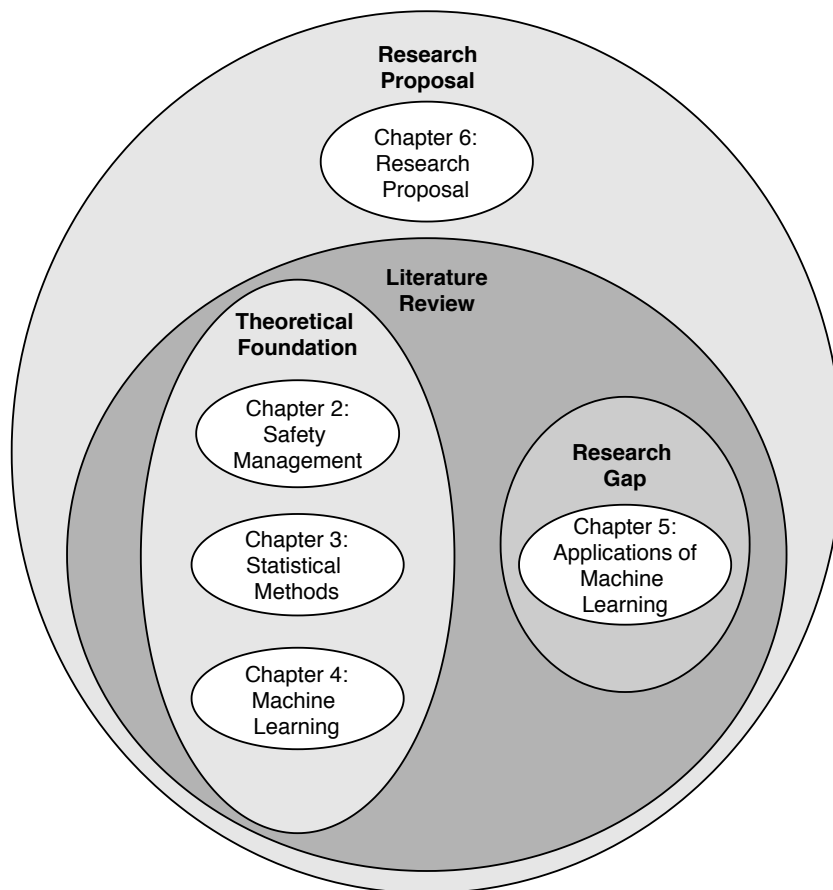 Research
Proposal
Chapter 6:
Research
Proposal
Literature
Review
Theoretical
Foundation
Chapter 2:
Safety
Management
Chapter 3:
Statistical
Methods
Chapter 4:
Machine
Learning
Research
Gap
Chapter 5:
Applications of
Machine
Learning